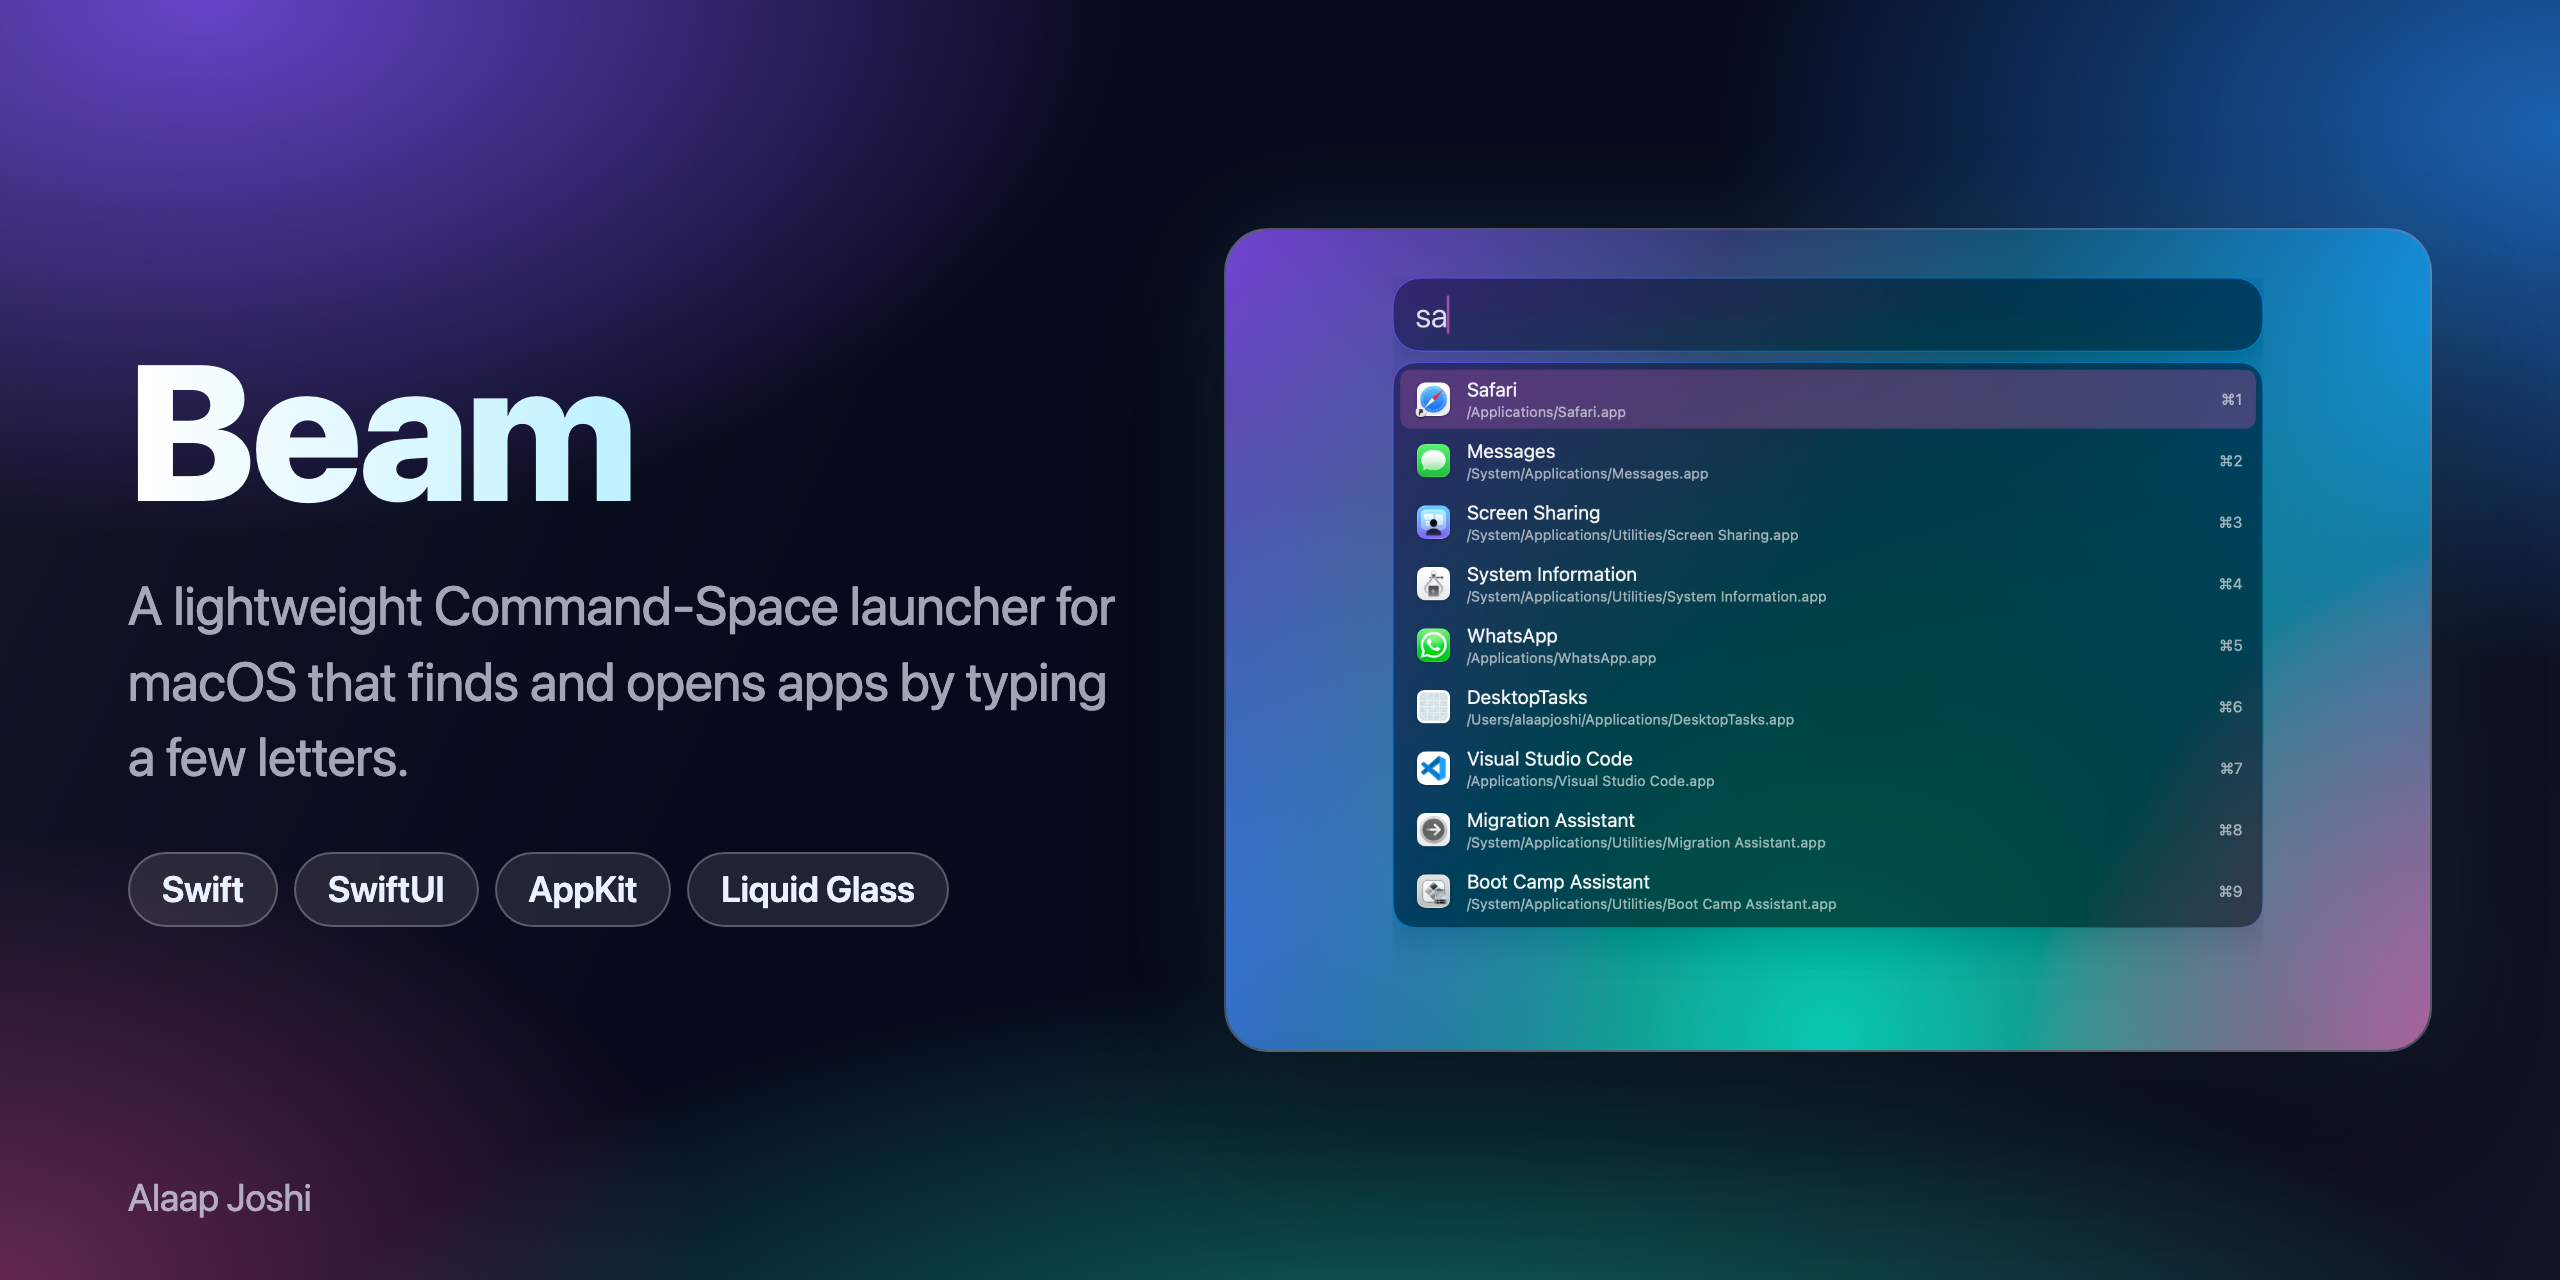 Beam
A lightweight Command-Space launcher for
macOS that finds and opens apps by typing
a few letters.
Swift SwiftUI AppKit Liquid Glass
Alaap Joshi
sa
Safari ⌘1
/Applications/Safari.app
Messages ⌘2
/System/Applications/Messages.app
Screen Sharing ⌘3
/System/Applications/Utilities/Screen Sharing.app
System Information ⌘4
/System/Applications/Utilities/System Information.app
WhatsApp ⌘5
/Applications/WhatsApp.app
DesktopTasks ⌘6
/Users/alaapjoshi/Applications/DesktopTasks.app
Visual Studio Code ⌘7
/Applications/Visual Studio Code.app
Migration Assistant ⌘8
/System/Applications/Utilities/Migration Assistant.app
Boot Camp Assistant ⌘9
/System/Applications/Utilities/Boot Camp Assistant.app